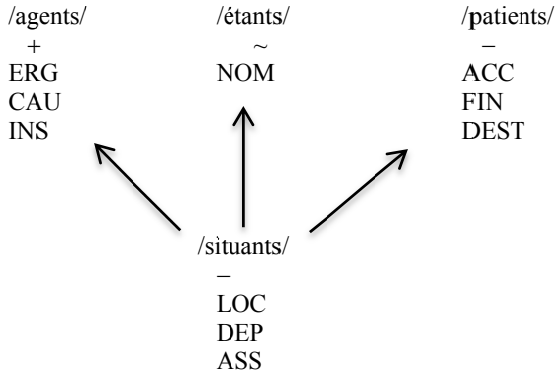 /agents/ /étants/ /patients/
+ ~ –
ERG NOM ACC
CAU FIN
INS DEST
/situants/
–
LOC
DEP
ASS